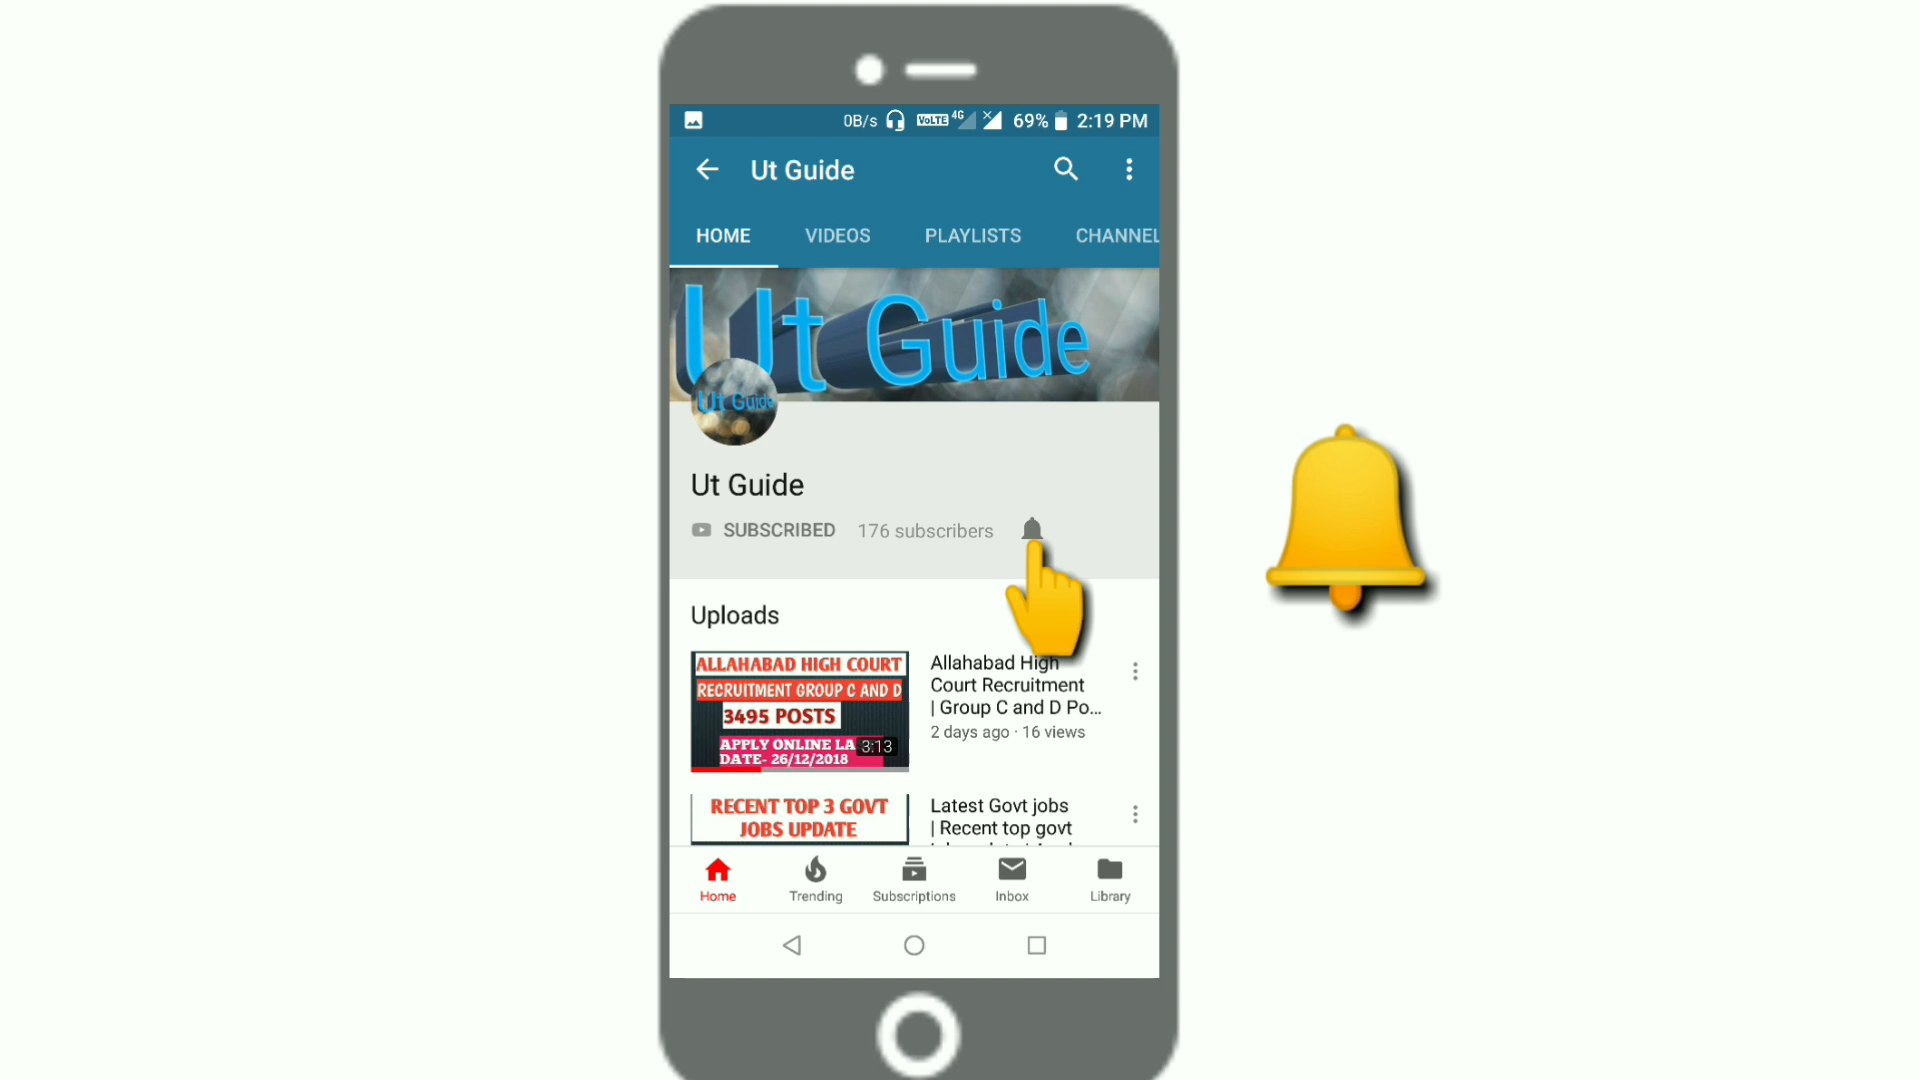 0B/s VoLTE 4G 69% 2:19 PM
Ut Guide
HOME VIDEOS PLAYLISTS CHANNEL
Ut Guide
Ut Guide
Ut Guide
SUBSCRIBED 176 subscribers
Uploads
ALLAHABAD HIGH COURT
RECRUITMENT GROUP C AND D
3495 POSTS
APPLY ONLINE LA
DATE- 26/12/2018
3:13
Allahabad High
Court Recruitment
| Group C and D Po...
2 days ago · 16 views
RECENT TOP 3 GOVT
JOBS UPDATE
Latest Govt jobs
| Recent top govt
Home Trending Subscriptions Inbox Library